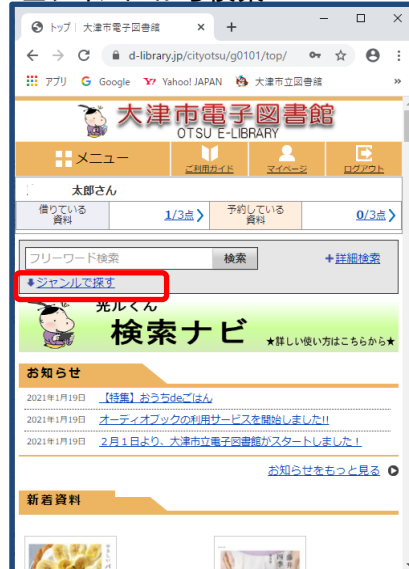 トップ | 大津市電子図書館
d-library.jp/cityotsu/g0101/top/
アプリ Google Yahoo! JAPAN 大津市立図書館 »
大津市電子図書館
OTSU E-LIBRARY
メニュー ご利用ガイド マイページ ログアウト
太郎さん
借りている資料 1/3点 予約している資料 0/3点
フリーワード検索 検索 +詳細検索
ジャンルで探す
光ルくん
検索ナビ ★詳しい使い方はこちらから★
お知らせ
2021年1月19日 【特集】おうちdeごはん
2021年1月19日 オーディオブックの利用サービスを開始しました!!
2021年1月19日 2月1日より、大津市立電子図書館がスタートしました!
お知らせをもっと見る
新着資料